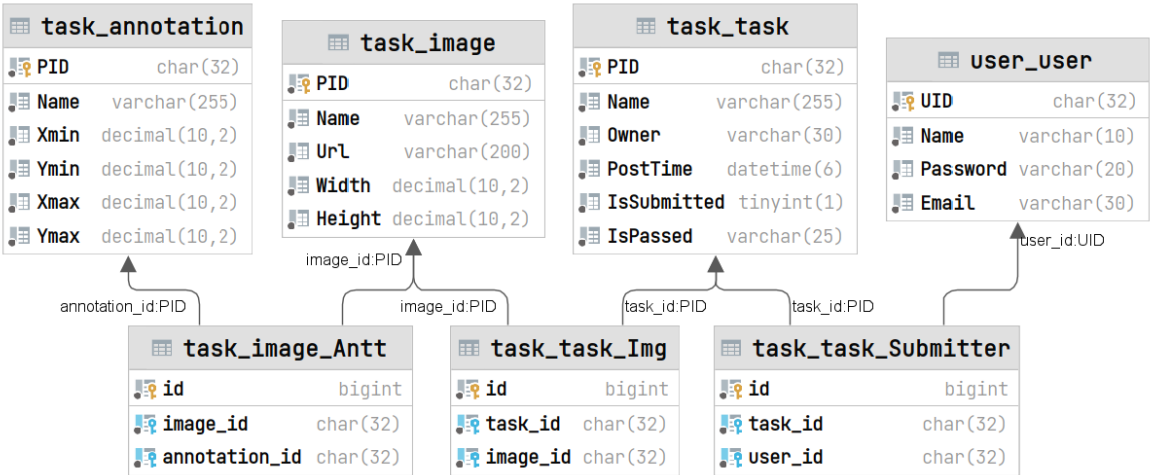 task_annotation
PID char(32)
Name varchar(255)
Xmin decimal(10,2)
Ymin decimal(10,2)
Xmax decimal(10,2)
Ymax decimal(10,2)
task_image
PID char(32)
Name varchar(255)
Url varchar(200)
Width decimal(10,2)
Height decimal(10,2)
task_task
PID char(32)
Name varchar(255)
Owner varchar(30)
PostTime datetime(6)
IsSubmitted tinyint(1)
IsPassed varchar(25)
user_user
UID char(32)
Name varchar(10)
Password varchar(20)
Email varchar(30)
annotation_id:PID
image_id:PID
image_id:PID
task_id:PID
task_id:PID
user_id:UID
task_image_Antt
id bigint
image_id char(32)
annotation_id char(32)
task_task_Img
id bigint
task_id char(32)
image_id char(32)
task_task_Submitter
id bigint
task_id char(32)
user_id char(32)